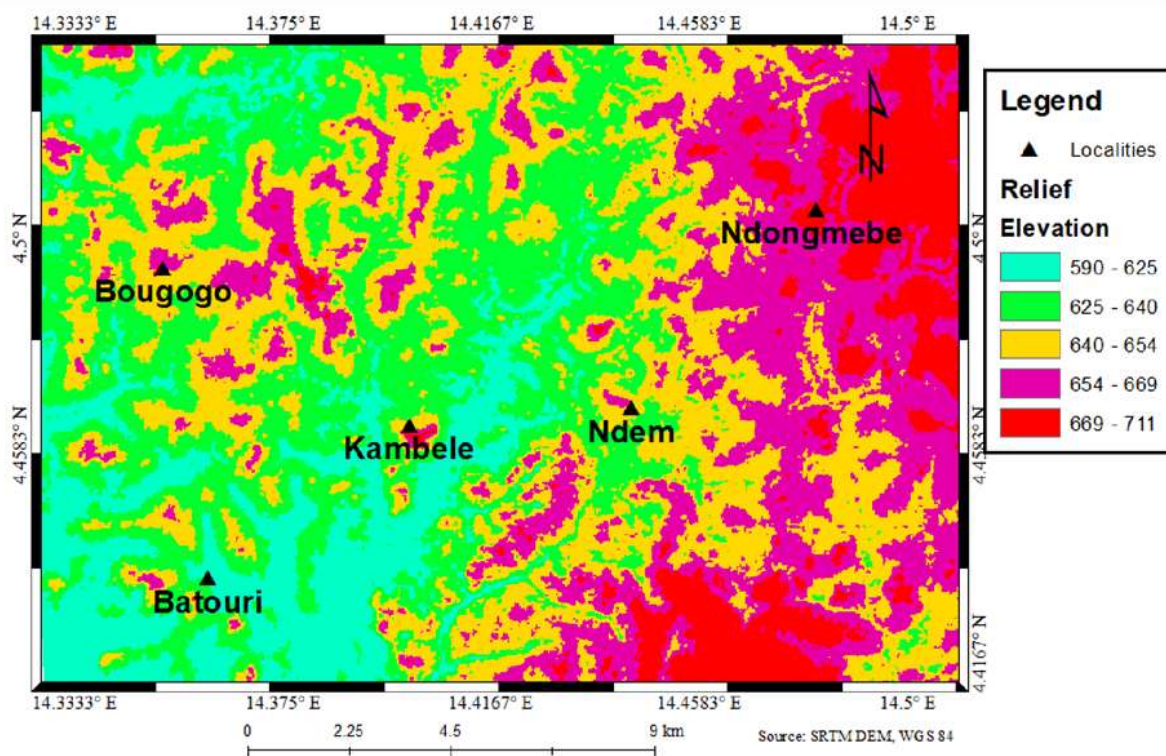 14.3333° E 14.375° E 14.4167° E 14.4583° E 14.5° E
N
Ndongmebe
4.5° N
4.5° N
Bougogo
Ndem
Kambele
4.4583° N
4.4583° N
Batouri
4.4167° N
14.3333° E 14.375° E 14.4167° E 14.4583° E 14.5° E
0 2.25 4.5 9 km
Source: SRTM DEM, WGS 84
Legend
Localities
Relief
Elevation
590 - 625
625 - 640
640 - 654
654 - 669
669 - 711